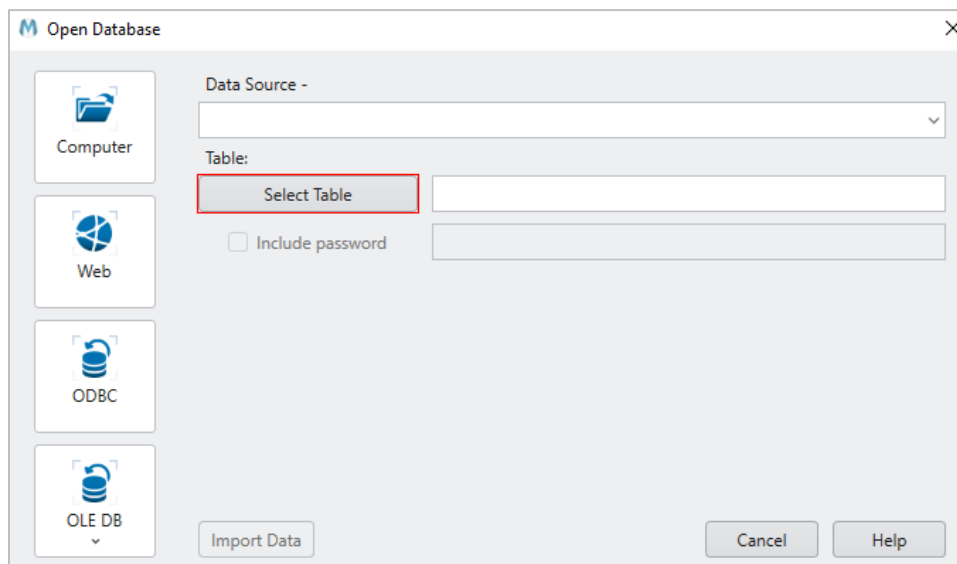 Open Database
Computer
Web
ODBC
OLE DB
Data Source -
Table:
Select Table
Include password
Import Data
Cancel
Help